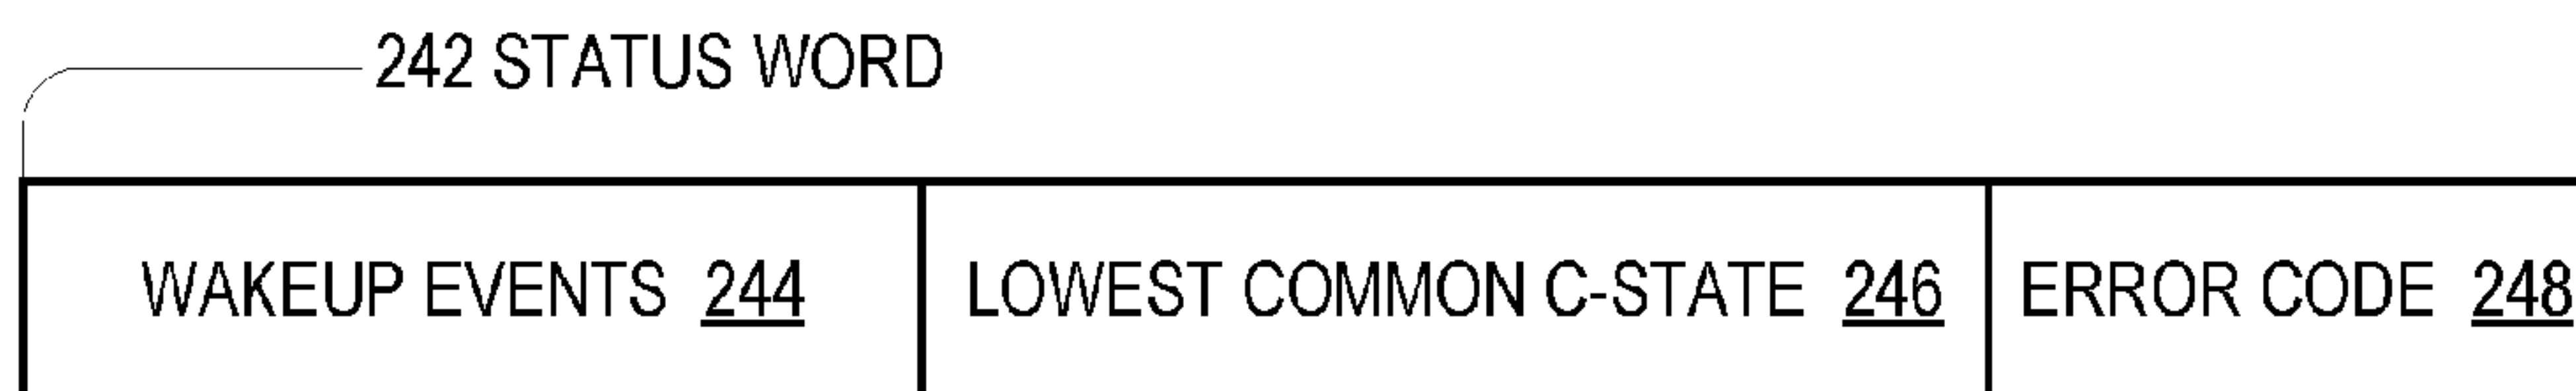 242 STATUS WORD
WAKEUP EVENTS 244 LOWEST COMMON C-STATE 246 ERROR CODE 248